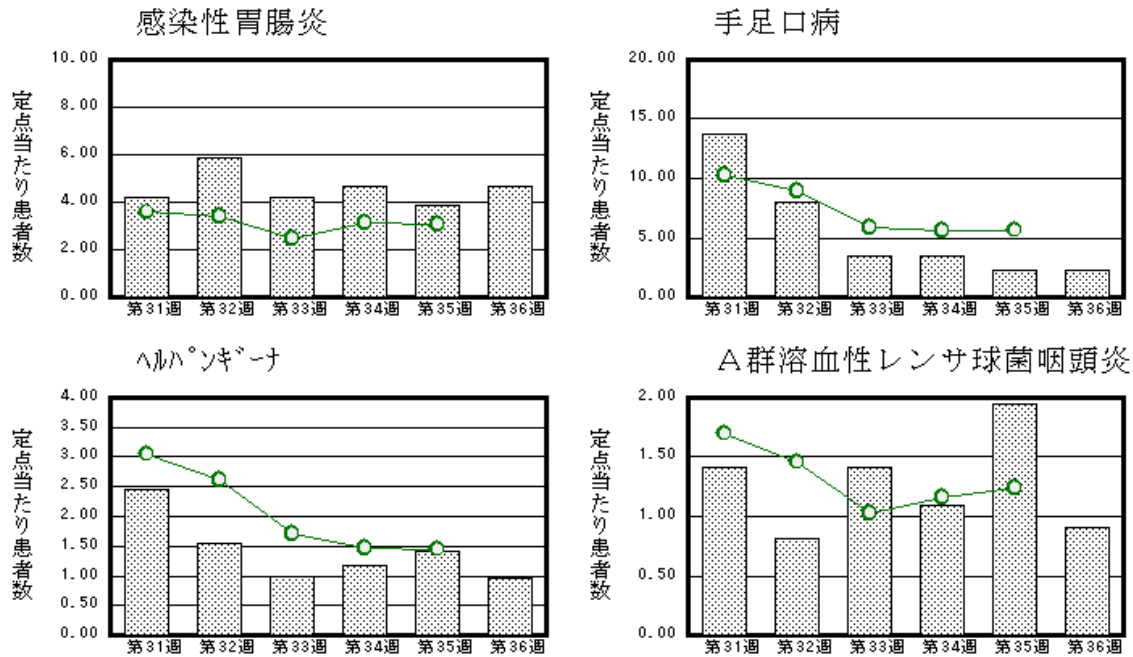 感染性胃腸炎
定点当たり患者数
10.00
8.00
6.00
4.00
2.00
0.00
第31週 第32週 第33週 第34週 第35週 第36週
手足口病
定点当たり患者数
20.00
15.00
10.00
5.00
0.00
第31週 第32週 第33週 第34週 第35週 第36週
ﾍﾙﾊﾟﾝｷﾞｰﾅ
定点当たり患者数
4.00
3.50
3.00
2.50
2.00
1.50
1.00
0.50
0.00
第31週 第32週 第33週 第34週 第35週 第36週
Ａ群溶血性レンサ球菌咽頭炎
定点当たり患者数
2.00
1.50
1.00
0.50
0.00
第31週 第32週 第33週 第34週 第35週 第36週